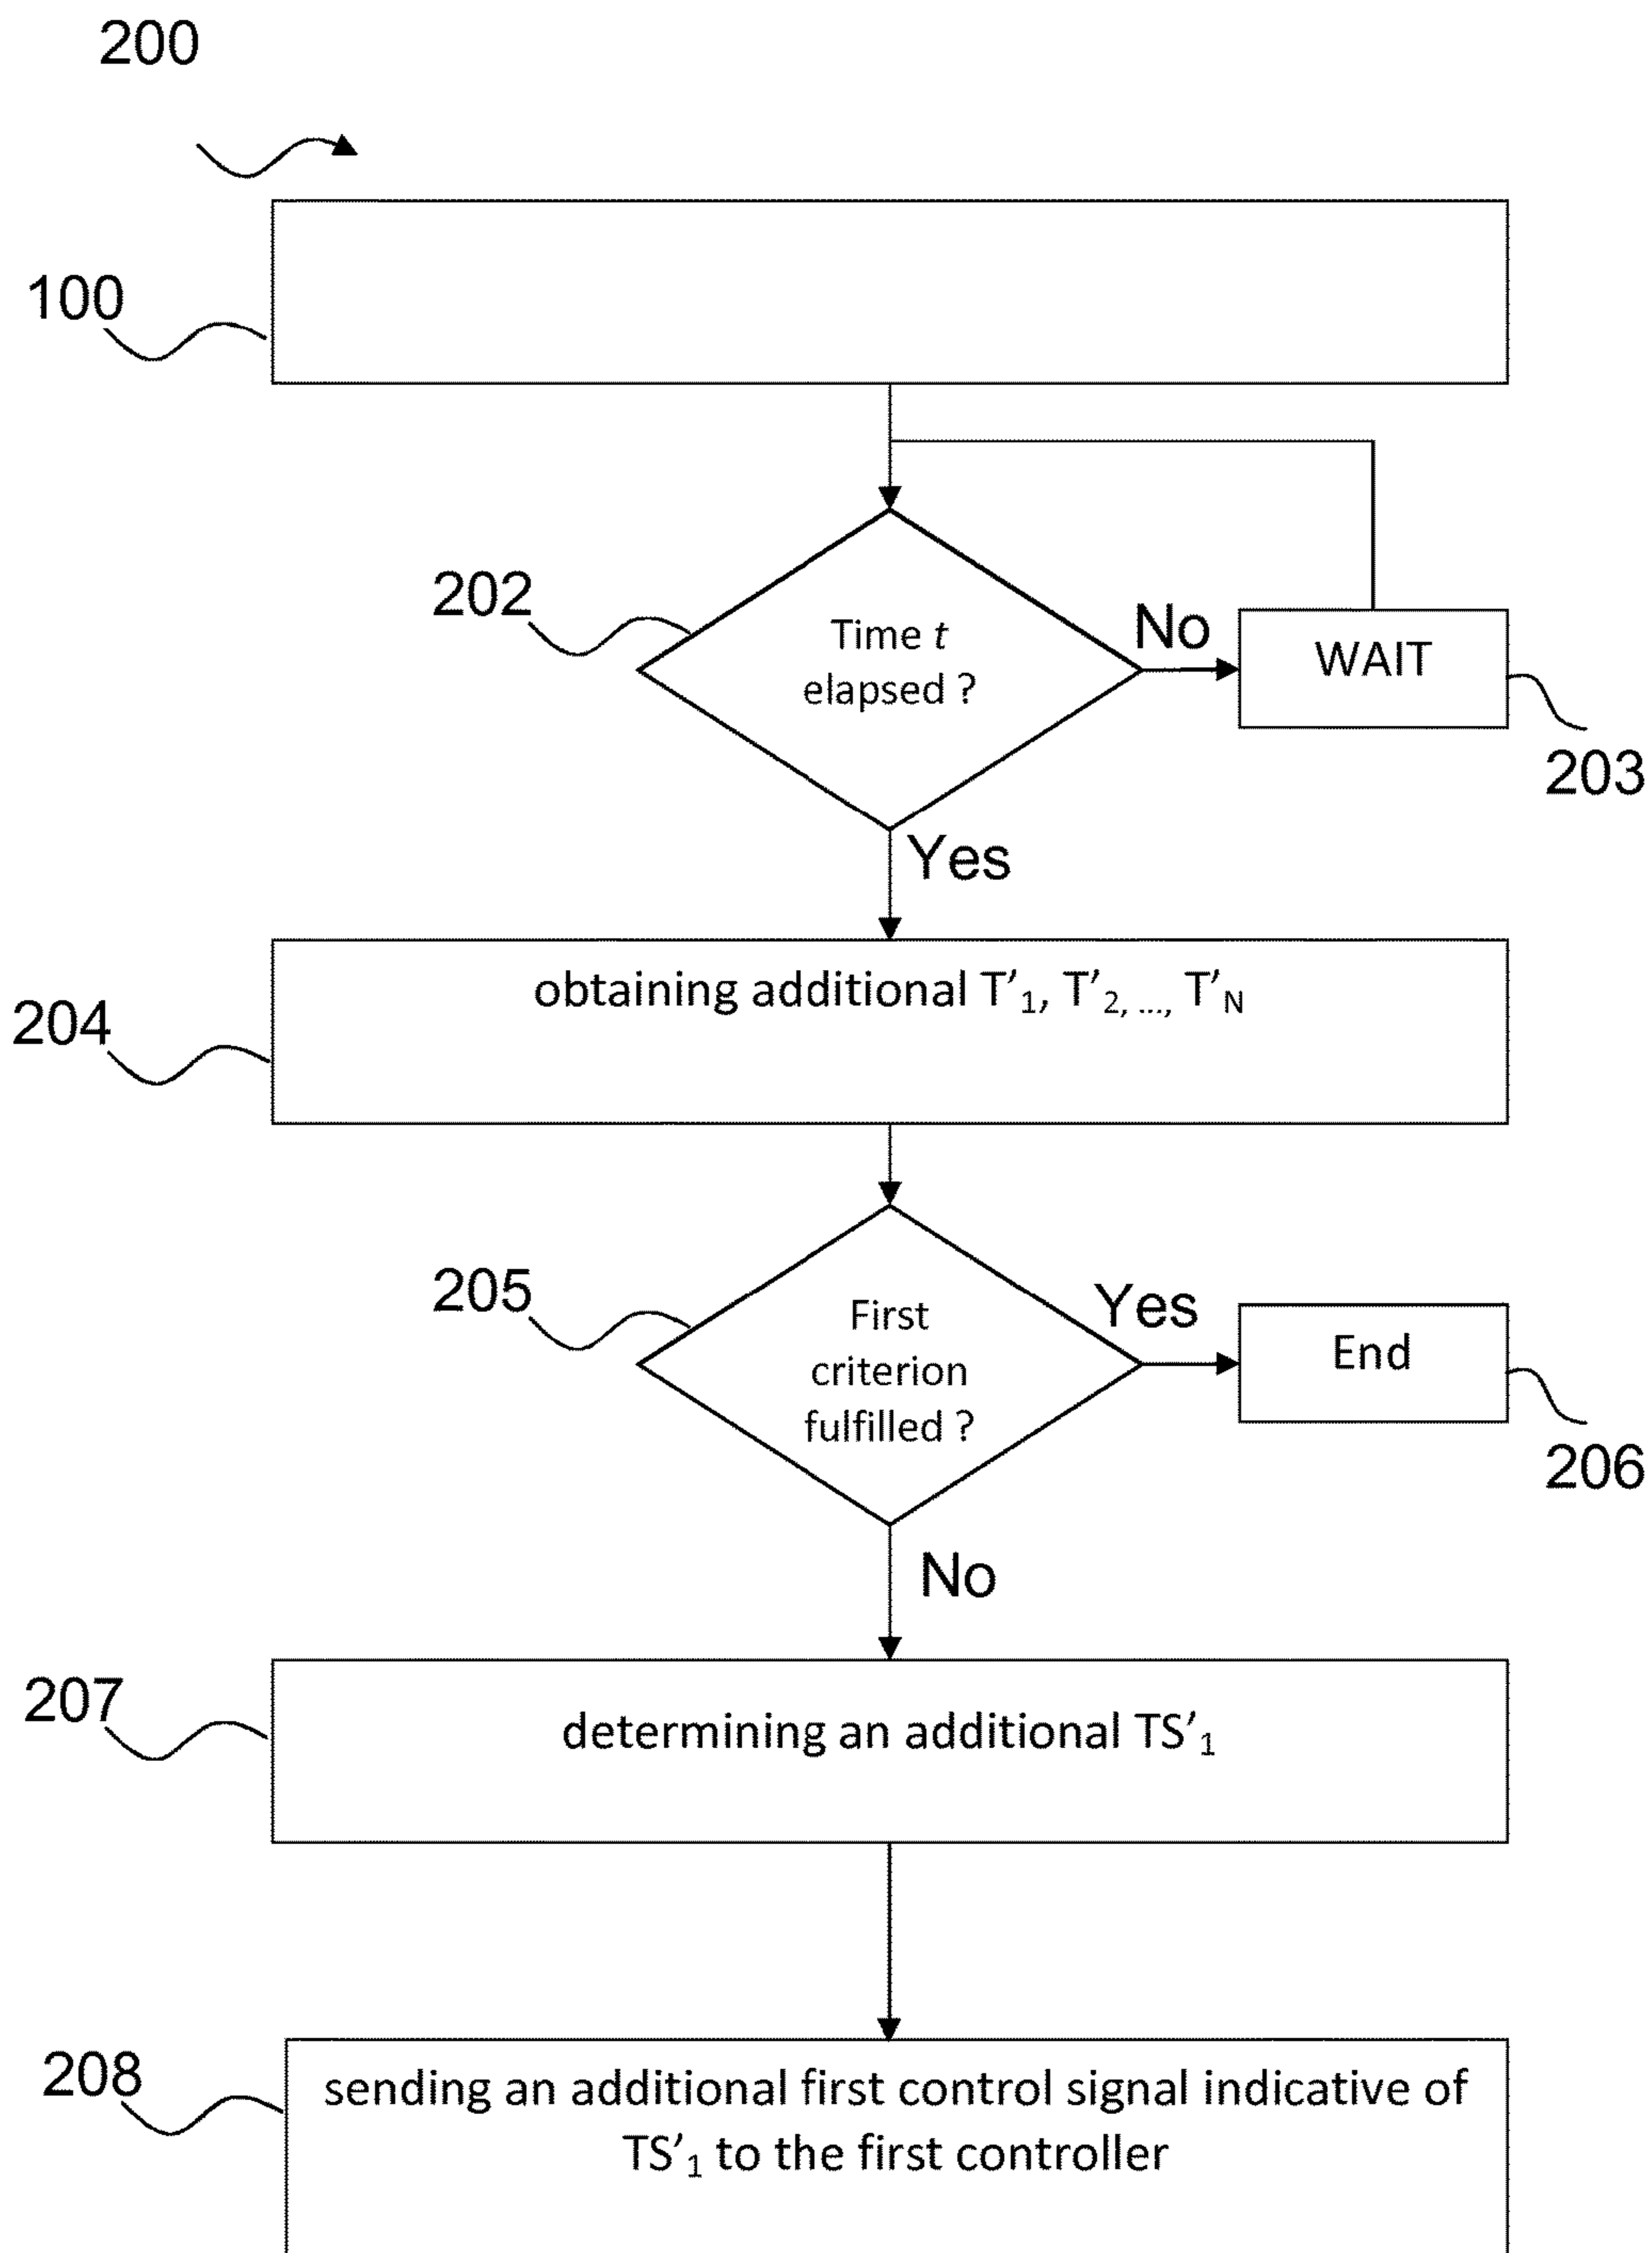 200
100
202
Time t
elapsed ?
No
WAIT
203
Yes
204
obtaining additional T’1, T’2, ..., T’N
205
First
criterion
fulfilled ?
Yes
End
206
No
207
determining an additional TS’1
208
sending an additional first control signal indicative of
TS’1 to the first controller